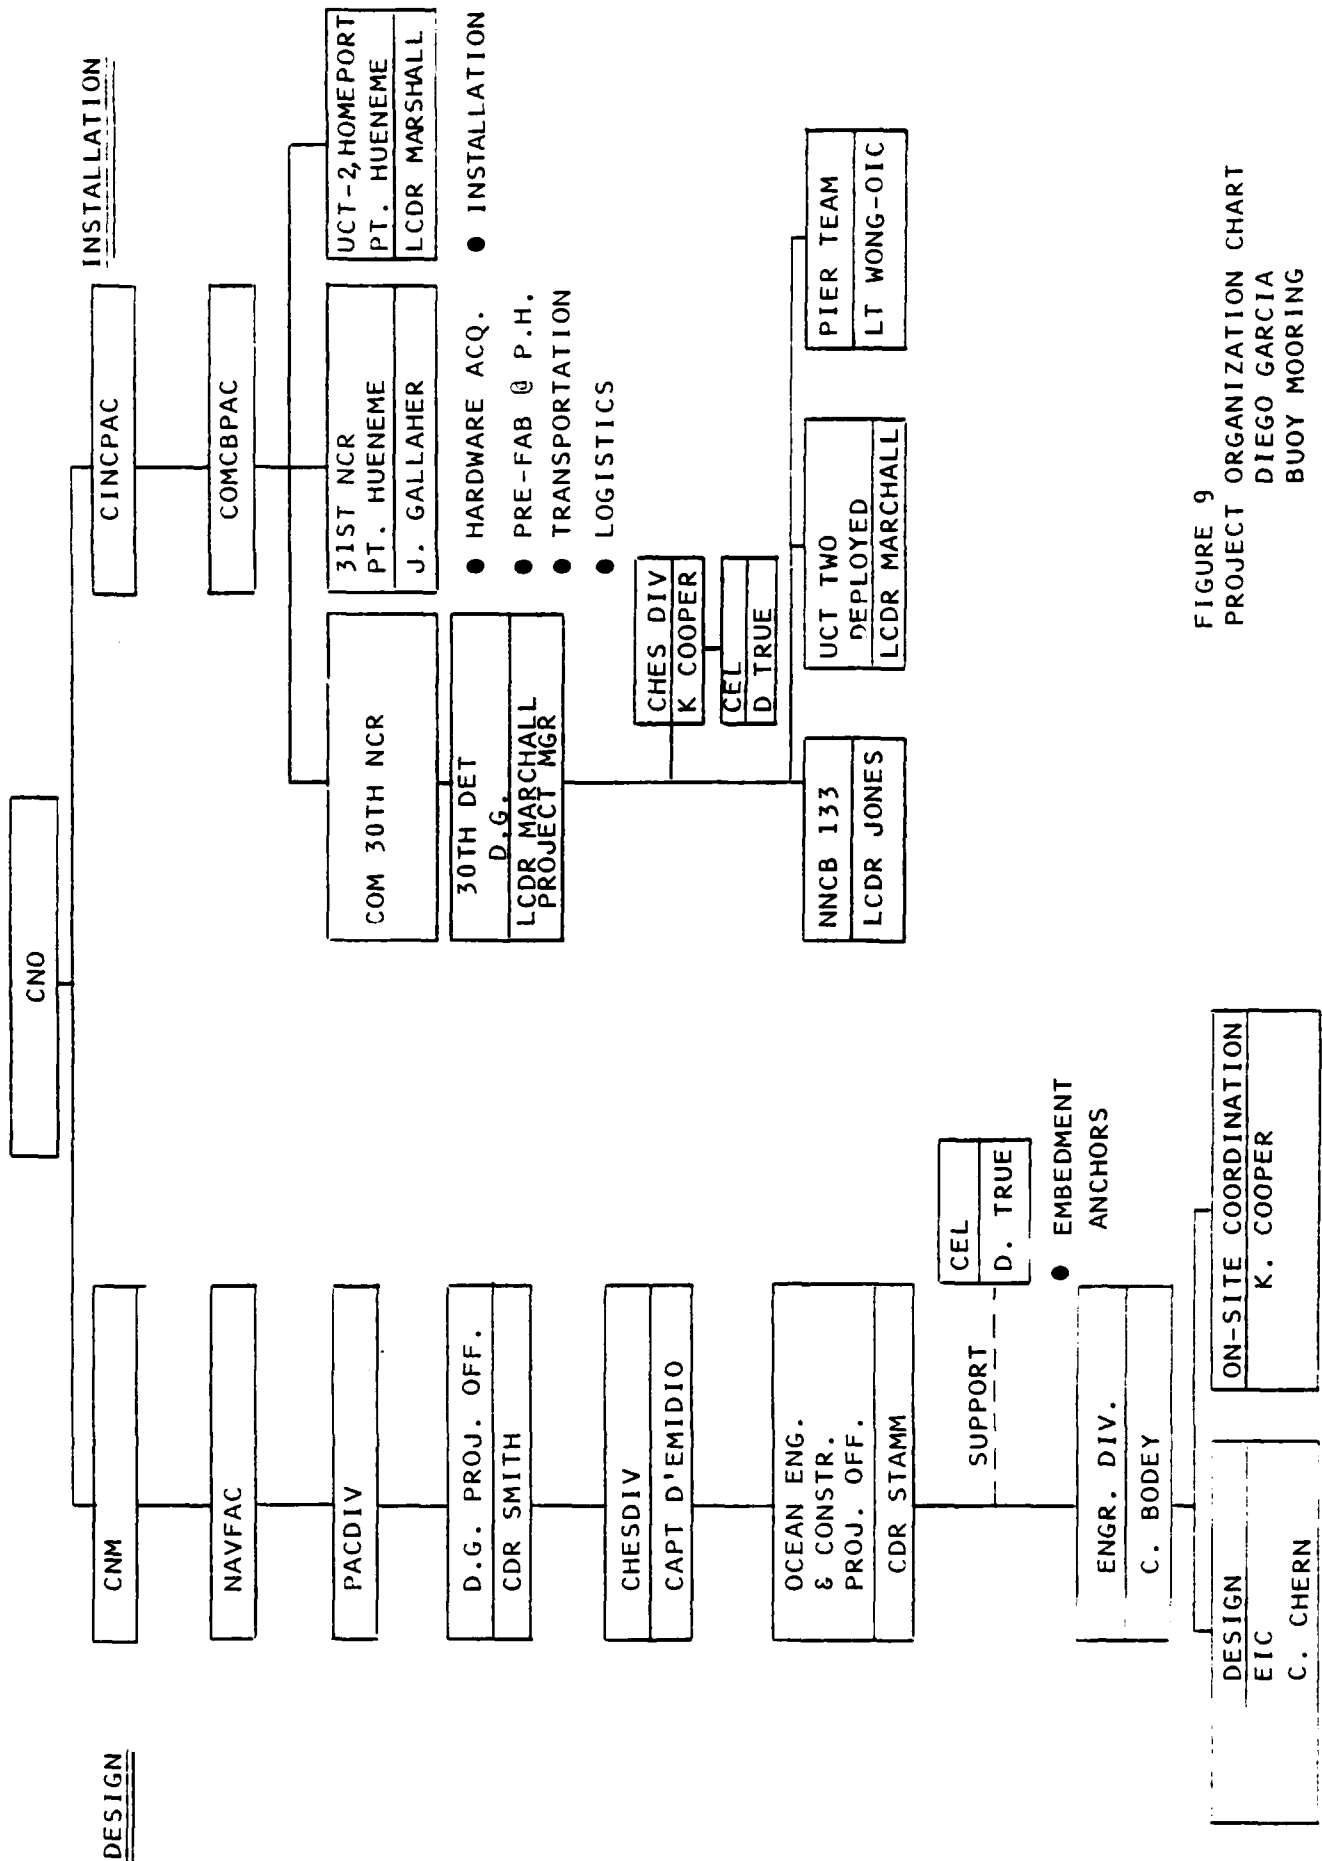 CNO
DESIGN
CNM
NAVFAC
PACDIV
D.G. PROJ. OFF.
CDR SMITH
CHESDIV
CAPT D'EMIDIO
OCEAN ENG.
& CONSTR.
PROJ. OFF.
CDR STAMM
SUPPORT
CEL
D. TRUE
● EMBEDMENT
ANCHORS
ENGR. DIV.
C. BODEY
DESIGN
EIC
C. CHERN
ON-SITE COORDINATION
K. COOPER
INSTALLATION
CINCPAC
COMCBPAC
COM 30TH NCR
30TH DET
D.G.
LCDR MARCHALL
PROJECT MGR
31ST NCR
PT. HUENEME
J. GALLAHER
● HARDWARE ACQ.
● PRE-FAB @ P.H.
● TRANSPORTATION
● LOGISTICS
UCT-2, HOMEPORT
PT. HUENEME
LCDR MARSHALL
● INSTALLATION
CHES DIV
K COOPER
CEL
D TRUE
NNCB 133
LCDR JONES
UCT TWO
DEPLOYED
LCDR MARCHALL
PIER TEAM
LT WONG-OIC
FIGURE 9
PROJECT ORGANIZATION CHART
DIEGO GARCIA
BUOY MOORING